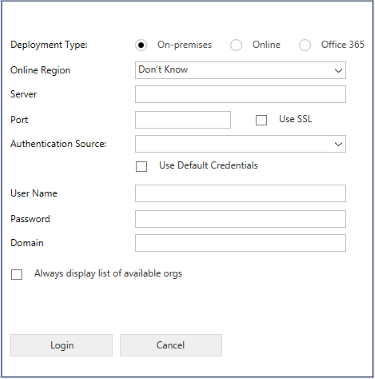 Deployment Type: On-premises Online Office 365
Online Region Don't Know
Server
Port Use SSL
Authentication Source:
Use Default Credentials
User Name
Password
Domain
Always display list of available orgs
Login Cancel